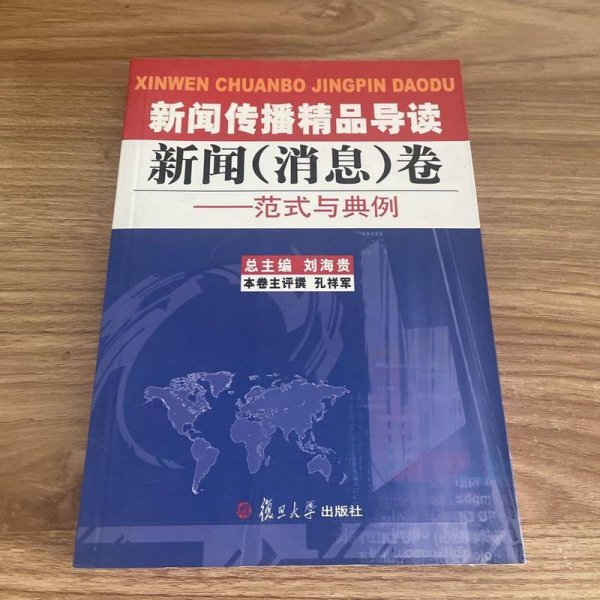 XINWEN CHUANBO JINGPIN DAODU
新闻传播精品导读
新闻(消息)卷
——范式与典例
总主编 刘海贵
本卷主评撰 孔祥军
復旦大學出版社